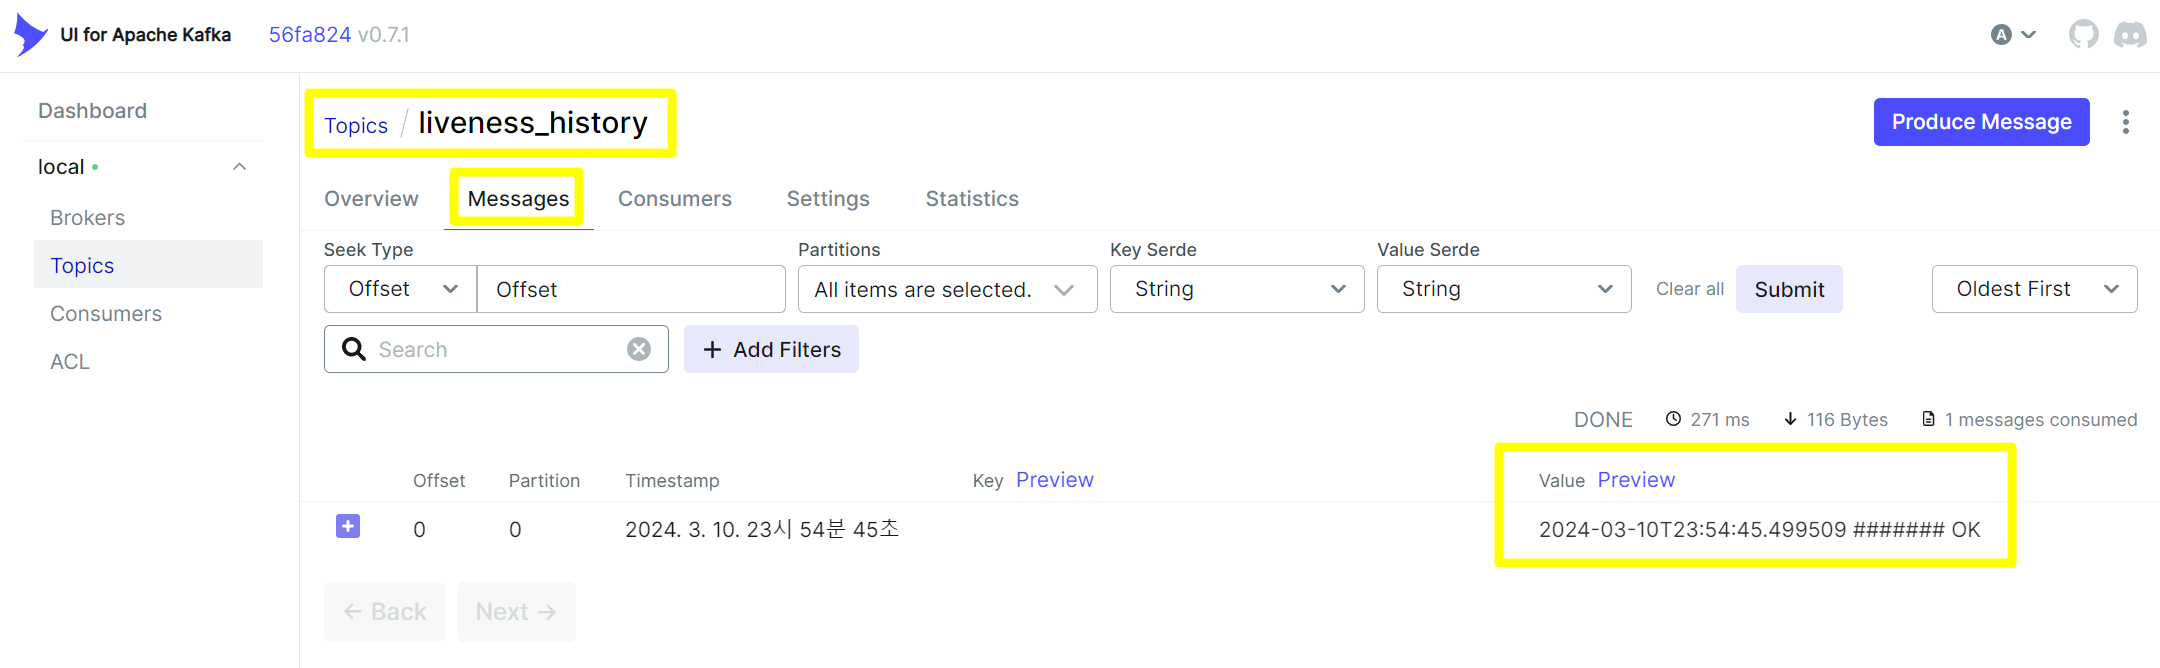 UI for Apache Kafka 56fa824 v0.7.1 A
Dashboard
local
Brokers
Topics
Consumers
ACL
Topics / liveness_history
Produce Message
Overview Messages Consumers Settings Statistics
Seek Type Partitions Key Serde Value Serde
Offset Offset All items are selected. String String Clear all Submit Oldest First
Search + Add Filters
DONE 271 ms 116 Bytes 1 messages consumed
Offset Partition Timestamp Key Preview Value Preview
0 0 2024. 3. 10. 23시 54분 45초 2024-03-10T23:54:45.499509 ####### OK
← Back Next →